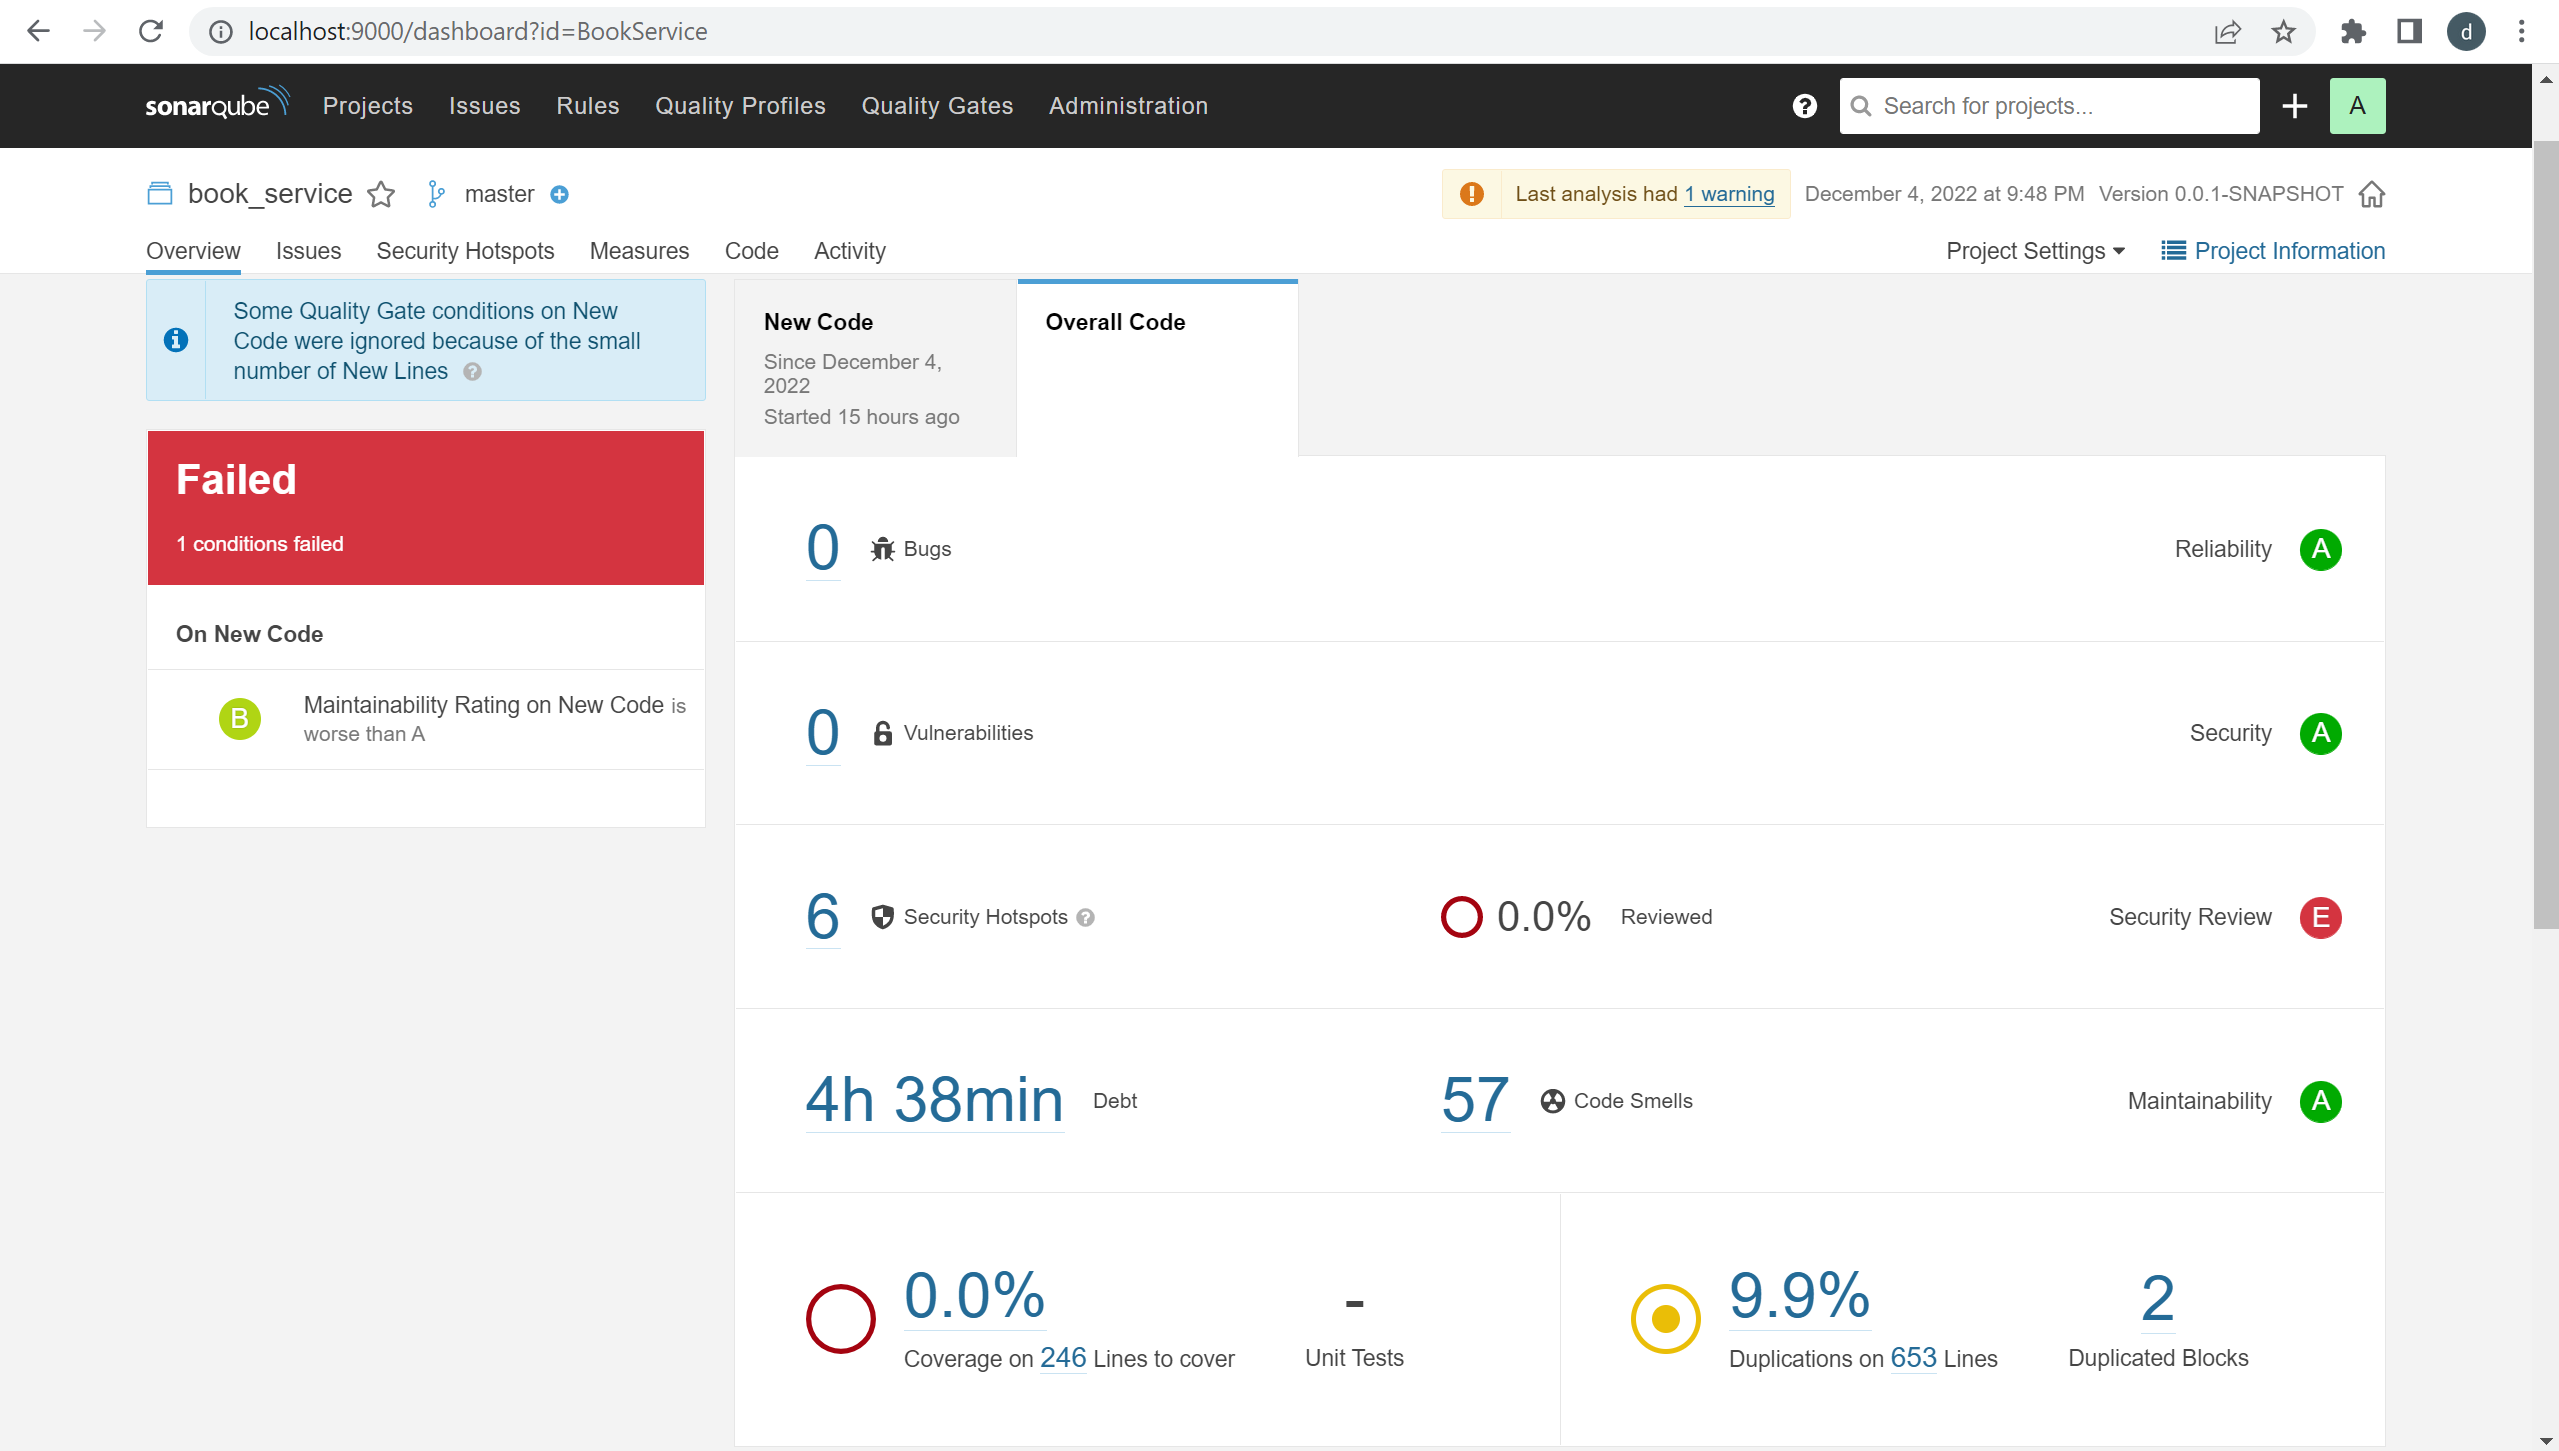 localhost:9000/dashboard?id=BookService
d
sonarqube Projects Issues Rules Quality Profiles Quality Gates Administration
? Search for projects... + A
book_service master
Last analysis had 1 warning December 4, 2022 at 9:48 PM Version 0.0.1-SNAPSHOT
Overview Issues Security Hotspots Measures Code Activity
Project Settings Project Information
Some Quality Gate conditions on New
Code were ignored because of the small
number of New Lines ?
Failed
1 conditions failed
On New Code
B Maintainability Rating on New Code is
worse than A
New Code
Since December 4,
2022
Started 15 hours ago
Overall Code
0 Bugs Reliability A
0 Vulnerabilities Security A
6 Security Hotspots ? 0.0% Reviewed Security Review E
4h 38min Debt 57 Code Smells Maintainability A
0.0%
Coverage on 246 Lines to cover
-
Unit Tests
9.9%
Duplications on 653 Lines
2
Duplicated Blocks